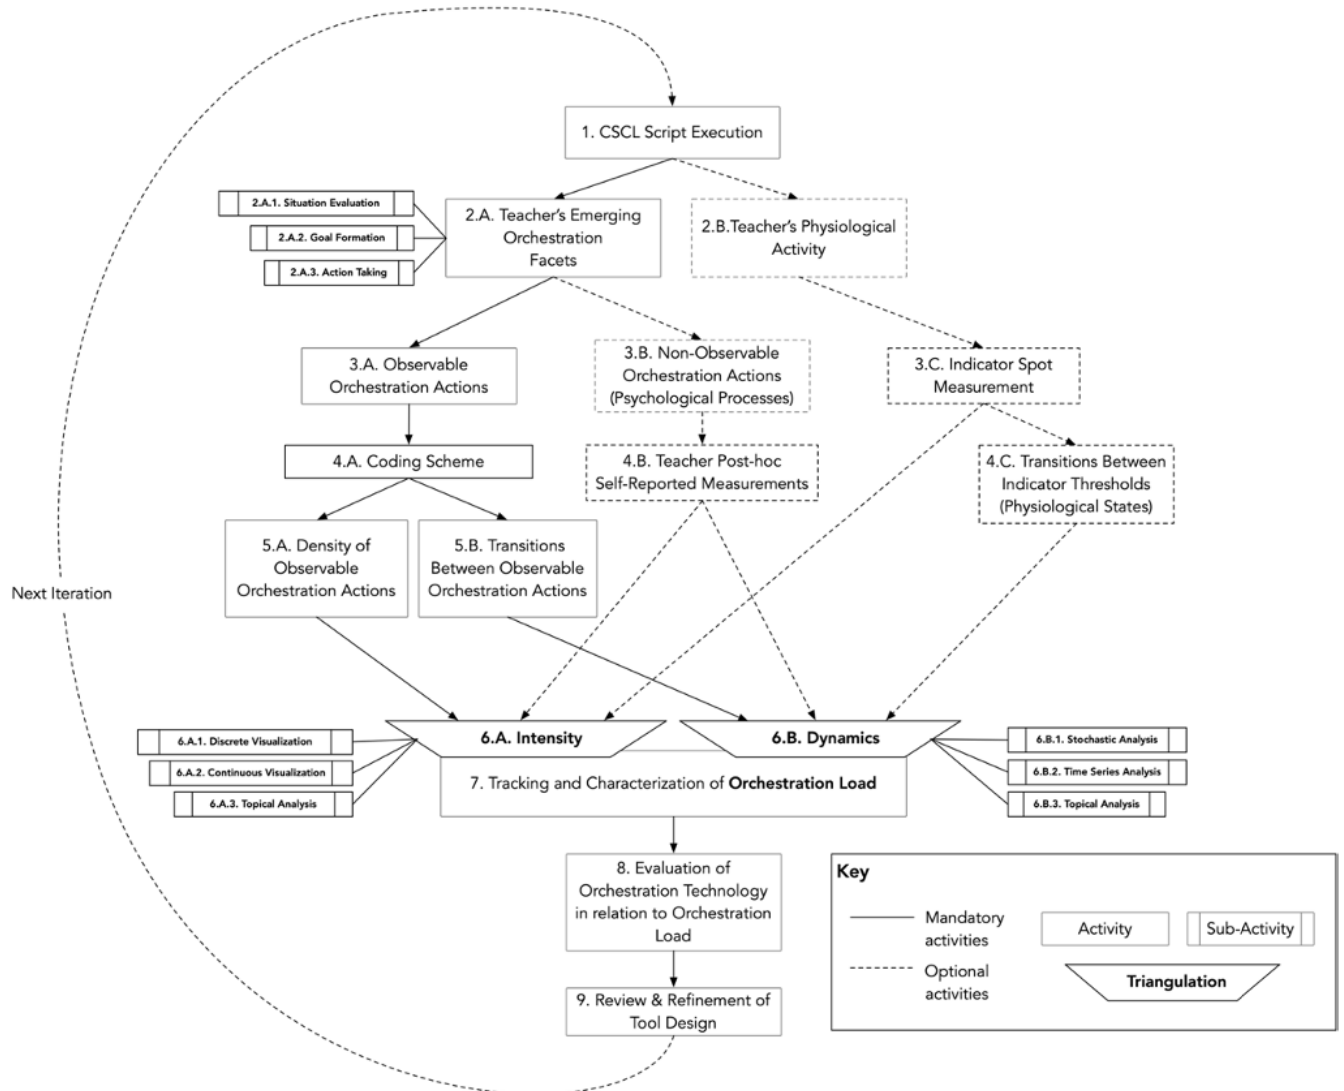 1. CSCL Script Execution
2.A.1. Situation Evaluation
2.A.2. Goal Formation
2.A.3. Action Taking
2.A. Teacher's Emerging
Orchestration
Facets
2.B.Teacher's Physiological
Activity
3.A. Observable
Orchestration Actions
3.B. Non-Observable
Orchestration Actions
(Psychological Processes)
3.C. Indicator Spot
Measurement
4.A. Coding Scheme
4.B. Teacher Post-hoc
Self-Reported Measurements
4.C. Transitions Between
Indicator Thresholds
(Physiological States)
5.A. Density of
Observable
Orchestration Actions
5.B. Transitions
Between Observable
Orchestration Actions
Next Iteration
6.A. Intensity
6.B. Dynamics
6.A.1. Discrete Visualization
6.A.2. Continuous Visualization
6.A.3. Topical Analysis
6.B.1. Stochastic Analysis
6.B.2. Time Series Analysis
6.B.3. Topical Analysis
7. Tracking and Characterization of Orchestration Load
8. Evaluation of
Orchestration Technology
in relation to Orchestration
Load
9. Review & Refinement of
Tool Design
Key
Mandatory
activities
Activity
Sub-Activity
Optional
activities
Triangulation